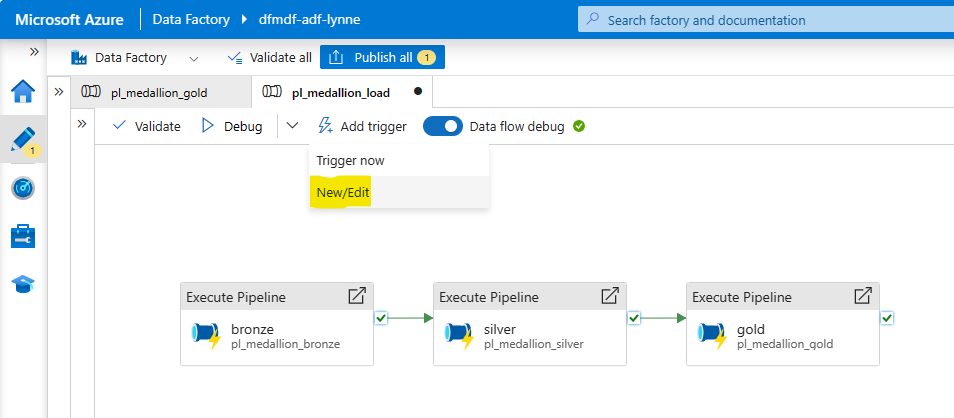 Microsoft Azure Data Factory dfmdf-adf-lynne Search factory and documentation
Data Factory Validate all Publish all 1
pl_medallion_gold pl_medallion_load
Validate Debug Add trigger Data flow debug
1
Trigger now
New/Edit
Execute Pipeline Execute Pipeline Execute Pipeline
bronze silver gold
pl_medallion_bronze pl_medallion_silver pl_medallion_gold